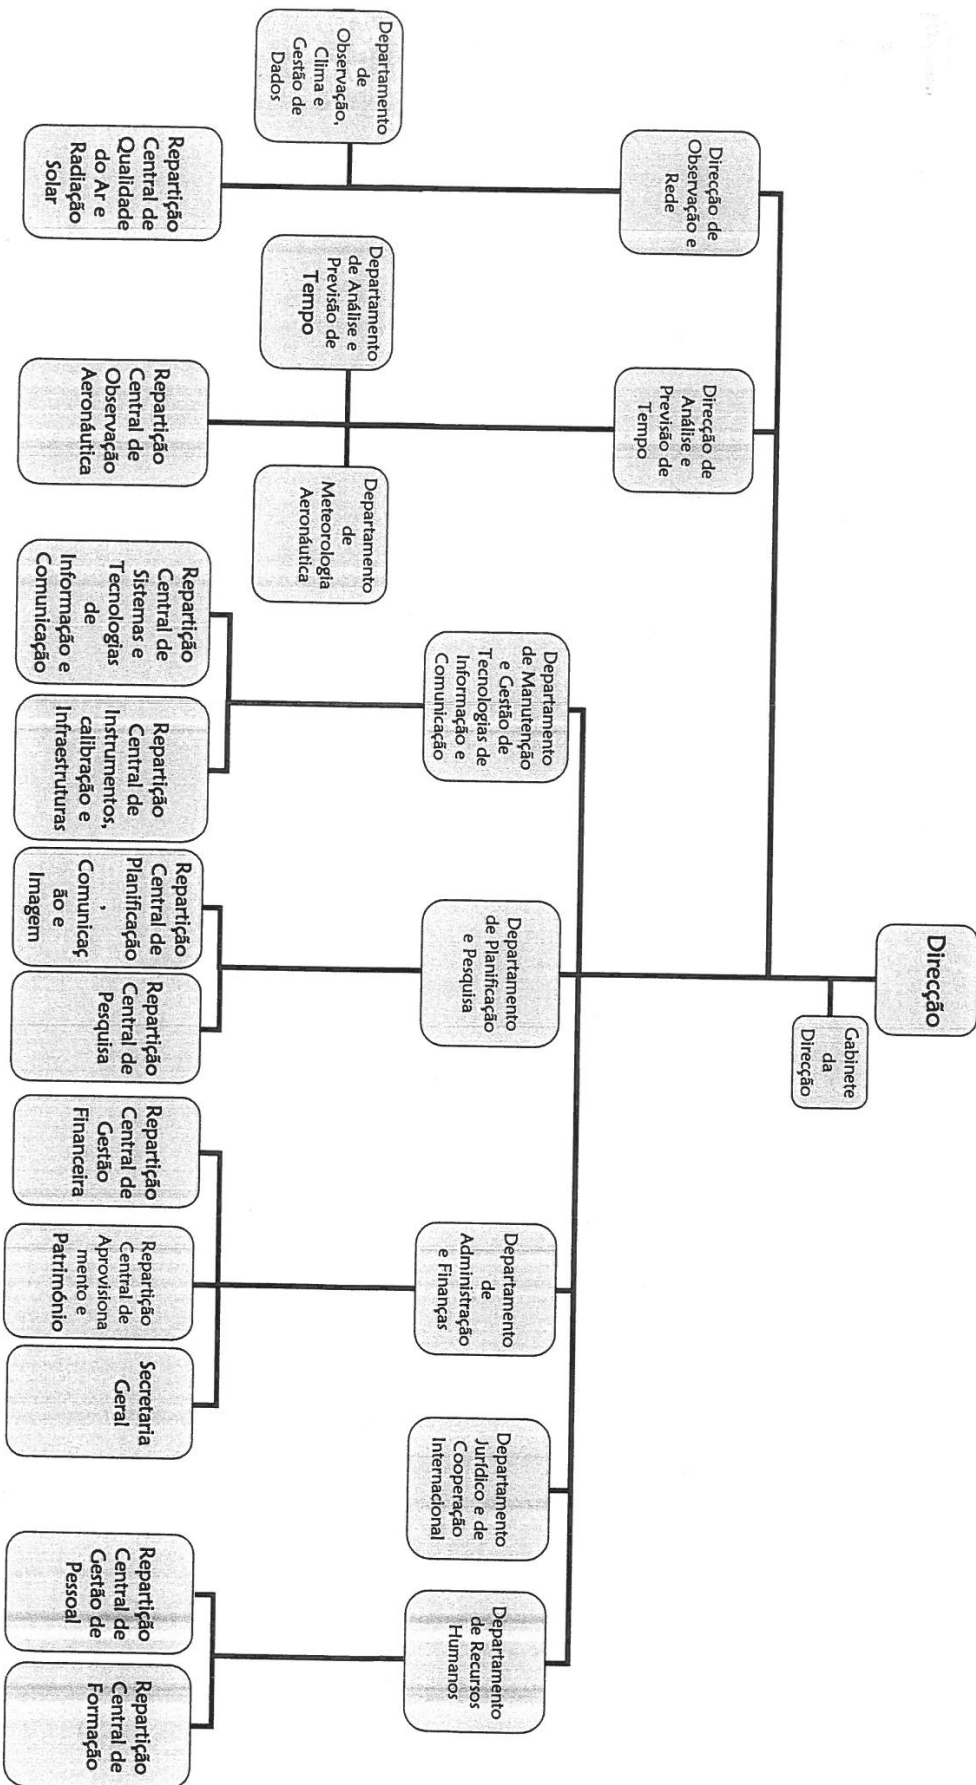 Direcção
Gabinete
da
Direcção
Direcção de
Observação e
Rede
Direcção de
Análise e
Previsão de
Tempo
Departamento
de Manutenção
e Gestão de
Tecnologias de
Informação e
Comunicação
Departamento
de Planificação
e Pesquisa
Departamento
de
Administração
e Finanças
Departamento
Jurídico e de
Cooperação
Internacional
Departamento
de Recursos
Humanos
Departamento
de
Observação,
Clima e
Gestão de
Dados
Departamento
de Análise e
Previsão de
Tempo
Departamento
de
Meteorologia
Aeronáutica
Repartição
Central de
Qualidade
do Ar e
Radiação
Solar
Repartição
Central de
Observação
Aeronáutica
Repartição
Central de
Sistemas e
Tecnologias
de
Informação e
Comunicação
Repartição
Central de
Instrumentos,
calibração e
Infraestruturas
Repartição
Central de
Planificação
,
Comunicaç
ão e
Imagem
Repartição
Central de
Pesquisa
Repartição
Central de
Gestão
Financeira
Repartição
Central de
Aprovisiona
mento e
Património
Secretaria
Geral
Repartição
Central de
Gestão de
Pessoal
Repartição
Central de
Formação